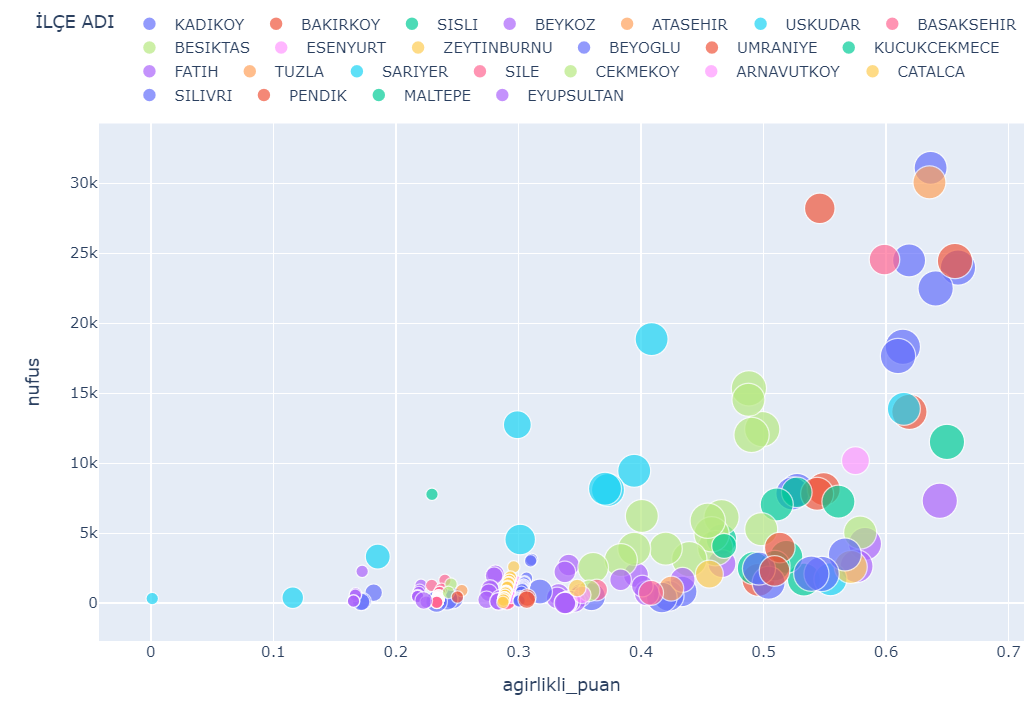 İLÇE ADI KADIKOY BAKIRKOY SISLI BEYKOZ ATASEHIR USKUDAR BASAKSEHIR
BESIKTAS ESENYURT ZEYTINBURNU BEYOGLU UMRANIYE KUCUKCEKMECE
FATIH TUZLA SARIYER SILE CEKMEKOY ARNAVUTKOY CATALCA
SILIVRI PENDIK MALTEPE EYUPSULTAN
30k
25k
20k
15k
10k
5k
0
nufus
0 0.1 0.2 0.3 0.4 0.5 0.6 0.7
agirlikli_puan